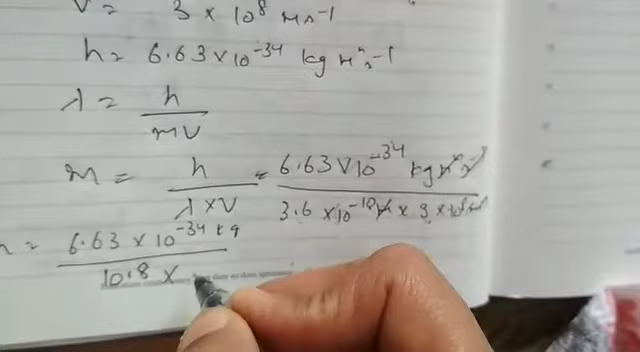 V = 3 × 10⁸ ms⁻¹
h = 6.63 × 10⁻³⁴ kg m²s⁻¹
λ = h / mv
m = h / λ × v = 6.63 × 10⁻³⁴ kg m² s⁻¹ / 3.6 × 10⁻¹⁰ m × 3 × 10⁸ ms⁻¹
= 6.63 × 10⁻³⁴ kg / 10.8 ×